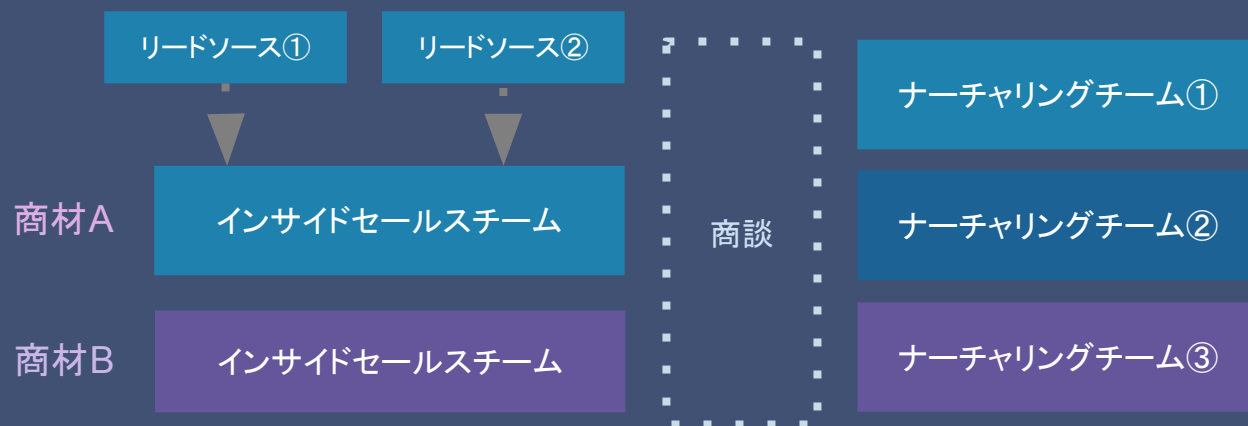 リードソース①
リードソース②
ナーチャリングチーム①
商材A
インサイドセールスチーム
商談
ナーチャリングチーム②
商材B
インサイドセールスチーム
ナーチャリングチーム③